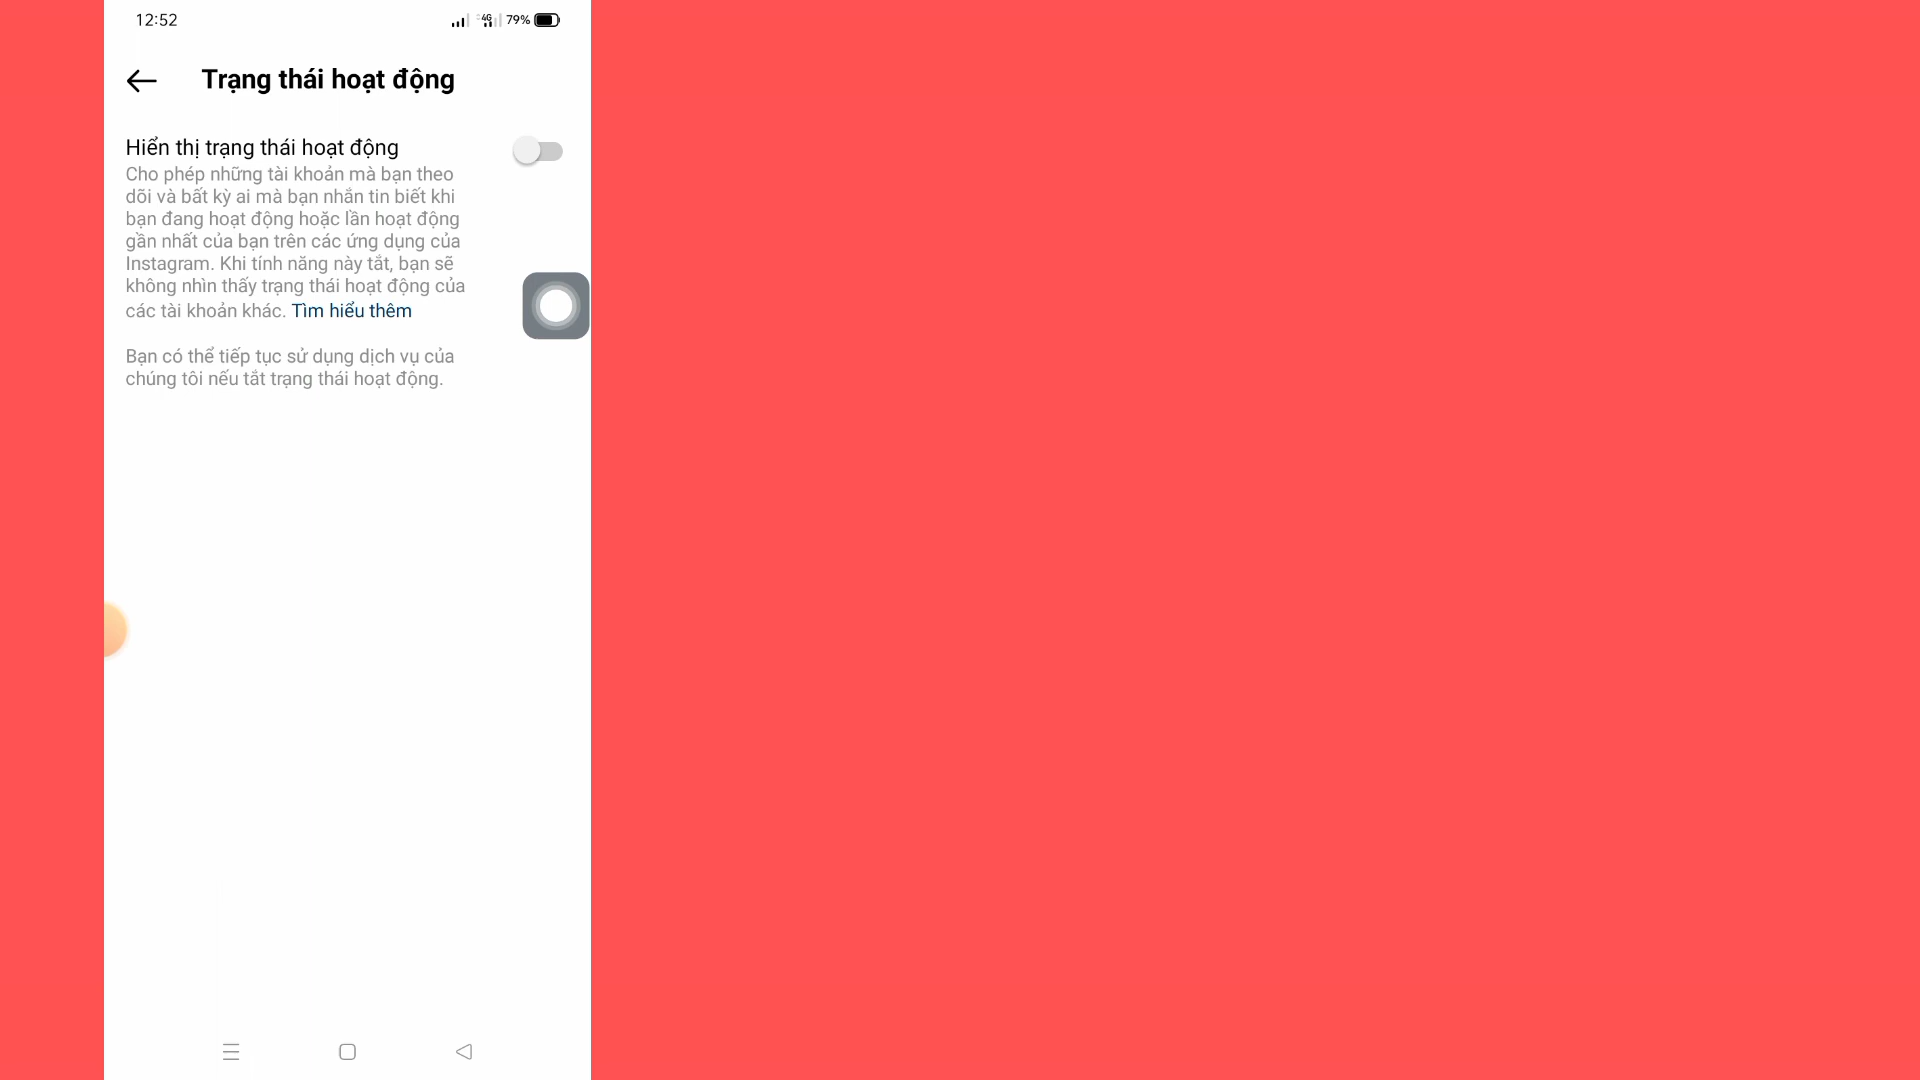 12:52
4G 79%
Trạng thái hoạt động
Hiển thị trạng thái hoạt động
Cho phép những tài khoản mà bạn theo
dõi và bất kỳ ai mà bạn nhắn tin biết khi
bạn đang hoạt động hoặc lần hoạt động
gần nhất của bạn trên các ứng dụng của
Instagram. Khi tính năng này tắt, bạn sẽ
không nhìn thấy trạng thái hoạt động của
các tài khoản khác. Tìm hiểu thêm
Bạn có thể tiếp tục sử dụng dịch vụ của
chúng tôi nếu tắt trạng thái hoạt động.